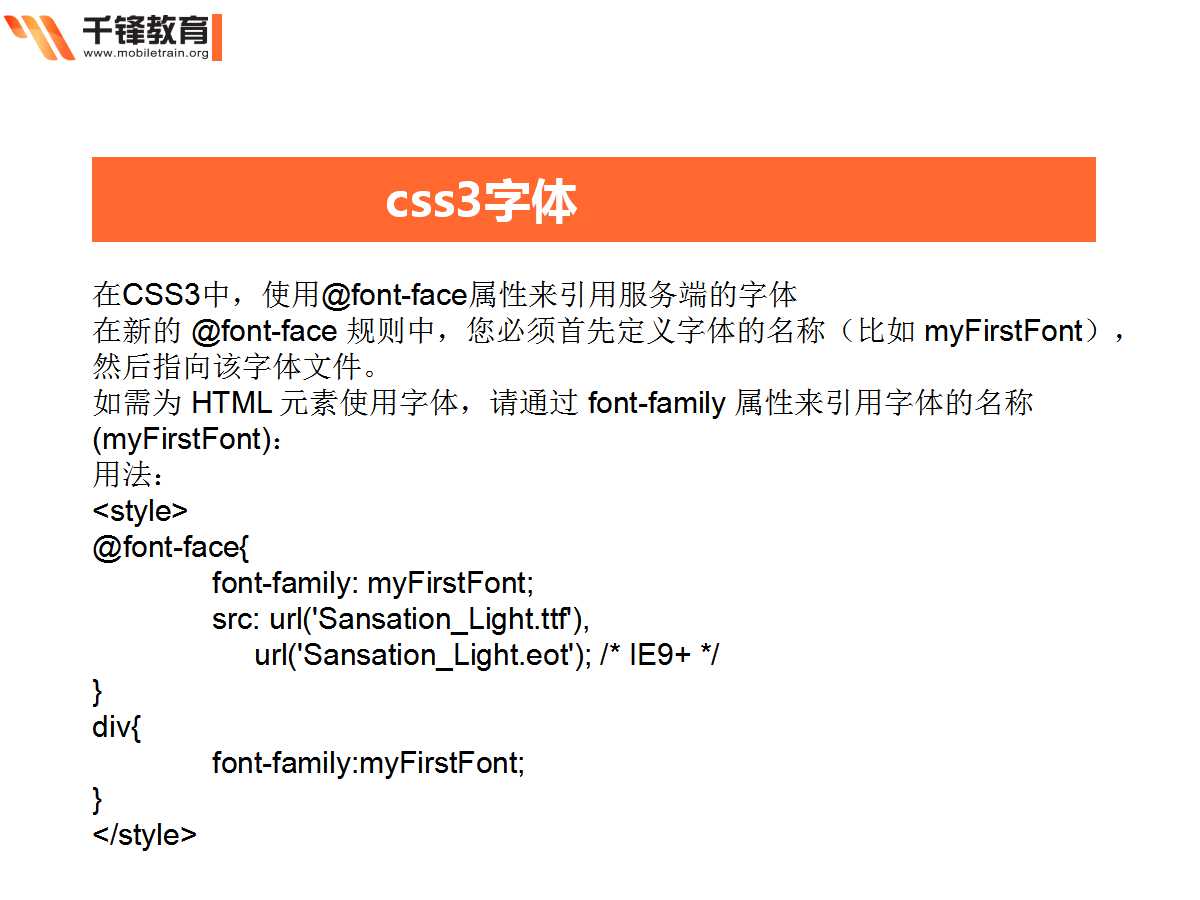 千锋教育
www.mobiletrain.org
css3字体
在CSS3中，使用@font-face属性来引用服务端的字体
在新的 @font-face 规则中，您必须首先定义字体的名称（比如 myFirstFont），
然后指向该字体文件。
如需为 HTML 元素使用字体，请通过 font-family 属性来引用字体的名称
(myFirstFont)：
用法：
<style>
@font-face{
font-family: myFirstFont;
src: url('Sansation_Light.ttf'),
url('Sansation_Light.eot'); /* IE9+ */
}
div{
font-family:myFirstFont;
}
</style>